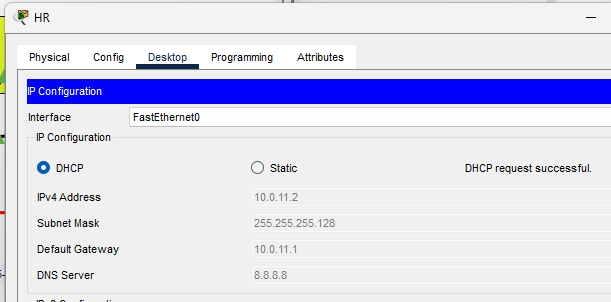 HR
Physical Config Desktop Programming Attributes
IP Configuration
Interface FastEthernet0
IP Configuration
DHCP Static DHCP request successful.
IPv4 Address 10.0.11.2
Subnet Mask 255.255.255.128
Default Gateway 10.0.11.1
DNS Server 8.8.8.8